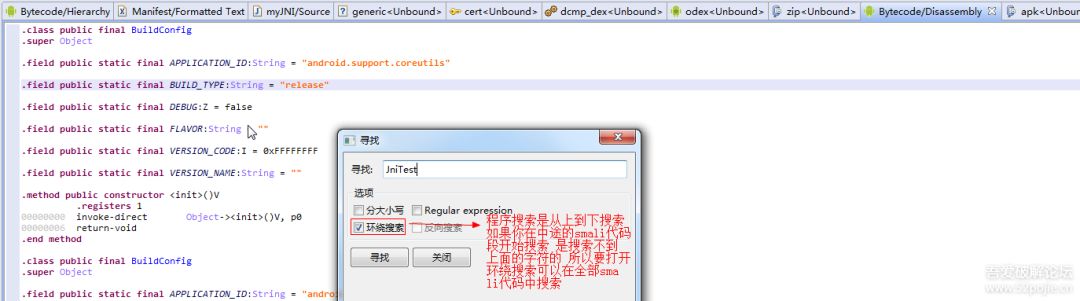 Bytecode/Hierarchy Manifest/Formatted Text myJNI/Source generic<Unbound> cert<Unbound> dcmp_dex<Unbound> odex<Unbound> zip<Unbound> Bytecode/Disassembly apk<Unbound>
.class public final BuildConfig
.super Object
.field public static final APPLICATION_ID:String = "android.support.coreutils"
.field public static final BUILD_TYPE:String = "release"
.field public static final DEBUG:Z = false
.field public static final FLAVOR:String ""
.field public static final VERSION_CODE:I = 0xFFFFFFFF
.field public static final VERSION_NAME:String = ""
.method public constructor <init>()V
.registers 1
00000000 invoke-direct Object-><init>()V, p0
00000006 return-void
.end method
.class public final BuildConfig
.super Object
.field public static final APPLICATION_ID:String = "andro
寻找
寻找: JniTest
选项
分大小写 Regular expression
环绕搜索 反向搜索
寻找 关闭
程序搜索是从上到下搜索
如果你在中途的smali代码
段开始搜索 是搜索不到
上面的字符的 所以要打开
环绕搜索可以在全部sma
li代码中搜索
吾爱破解论坛
www.52pojie.cn